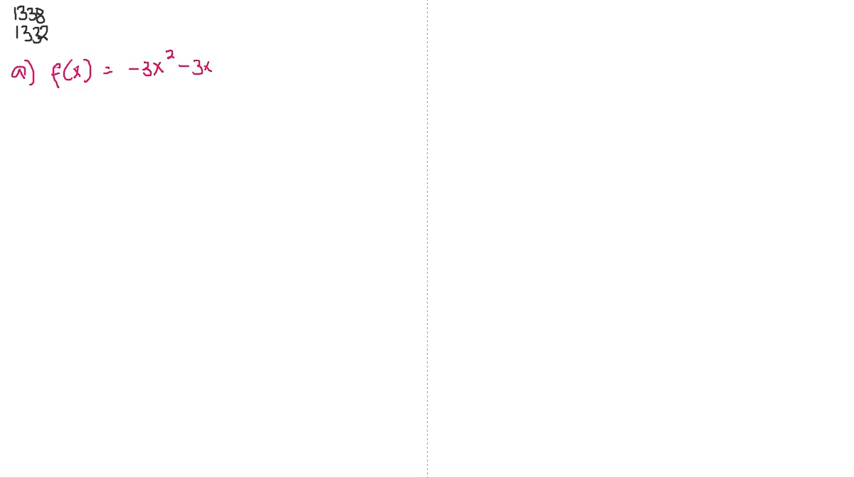 1338
1332
a) f(x) = -3x² - 3x